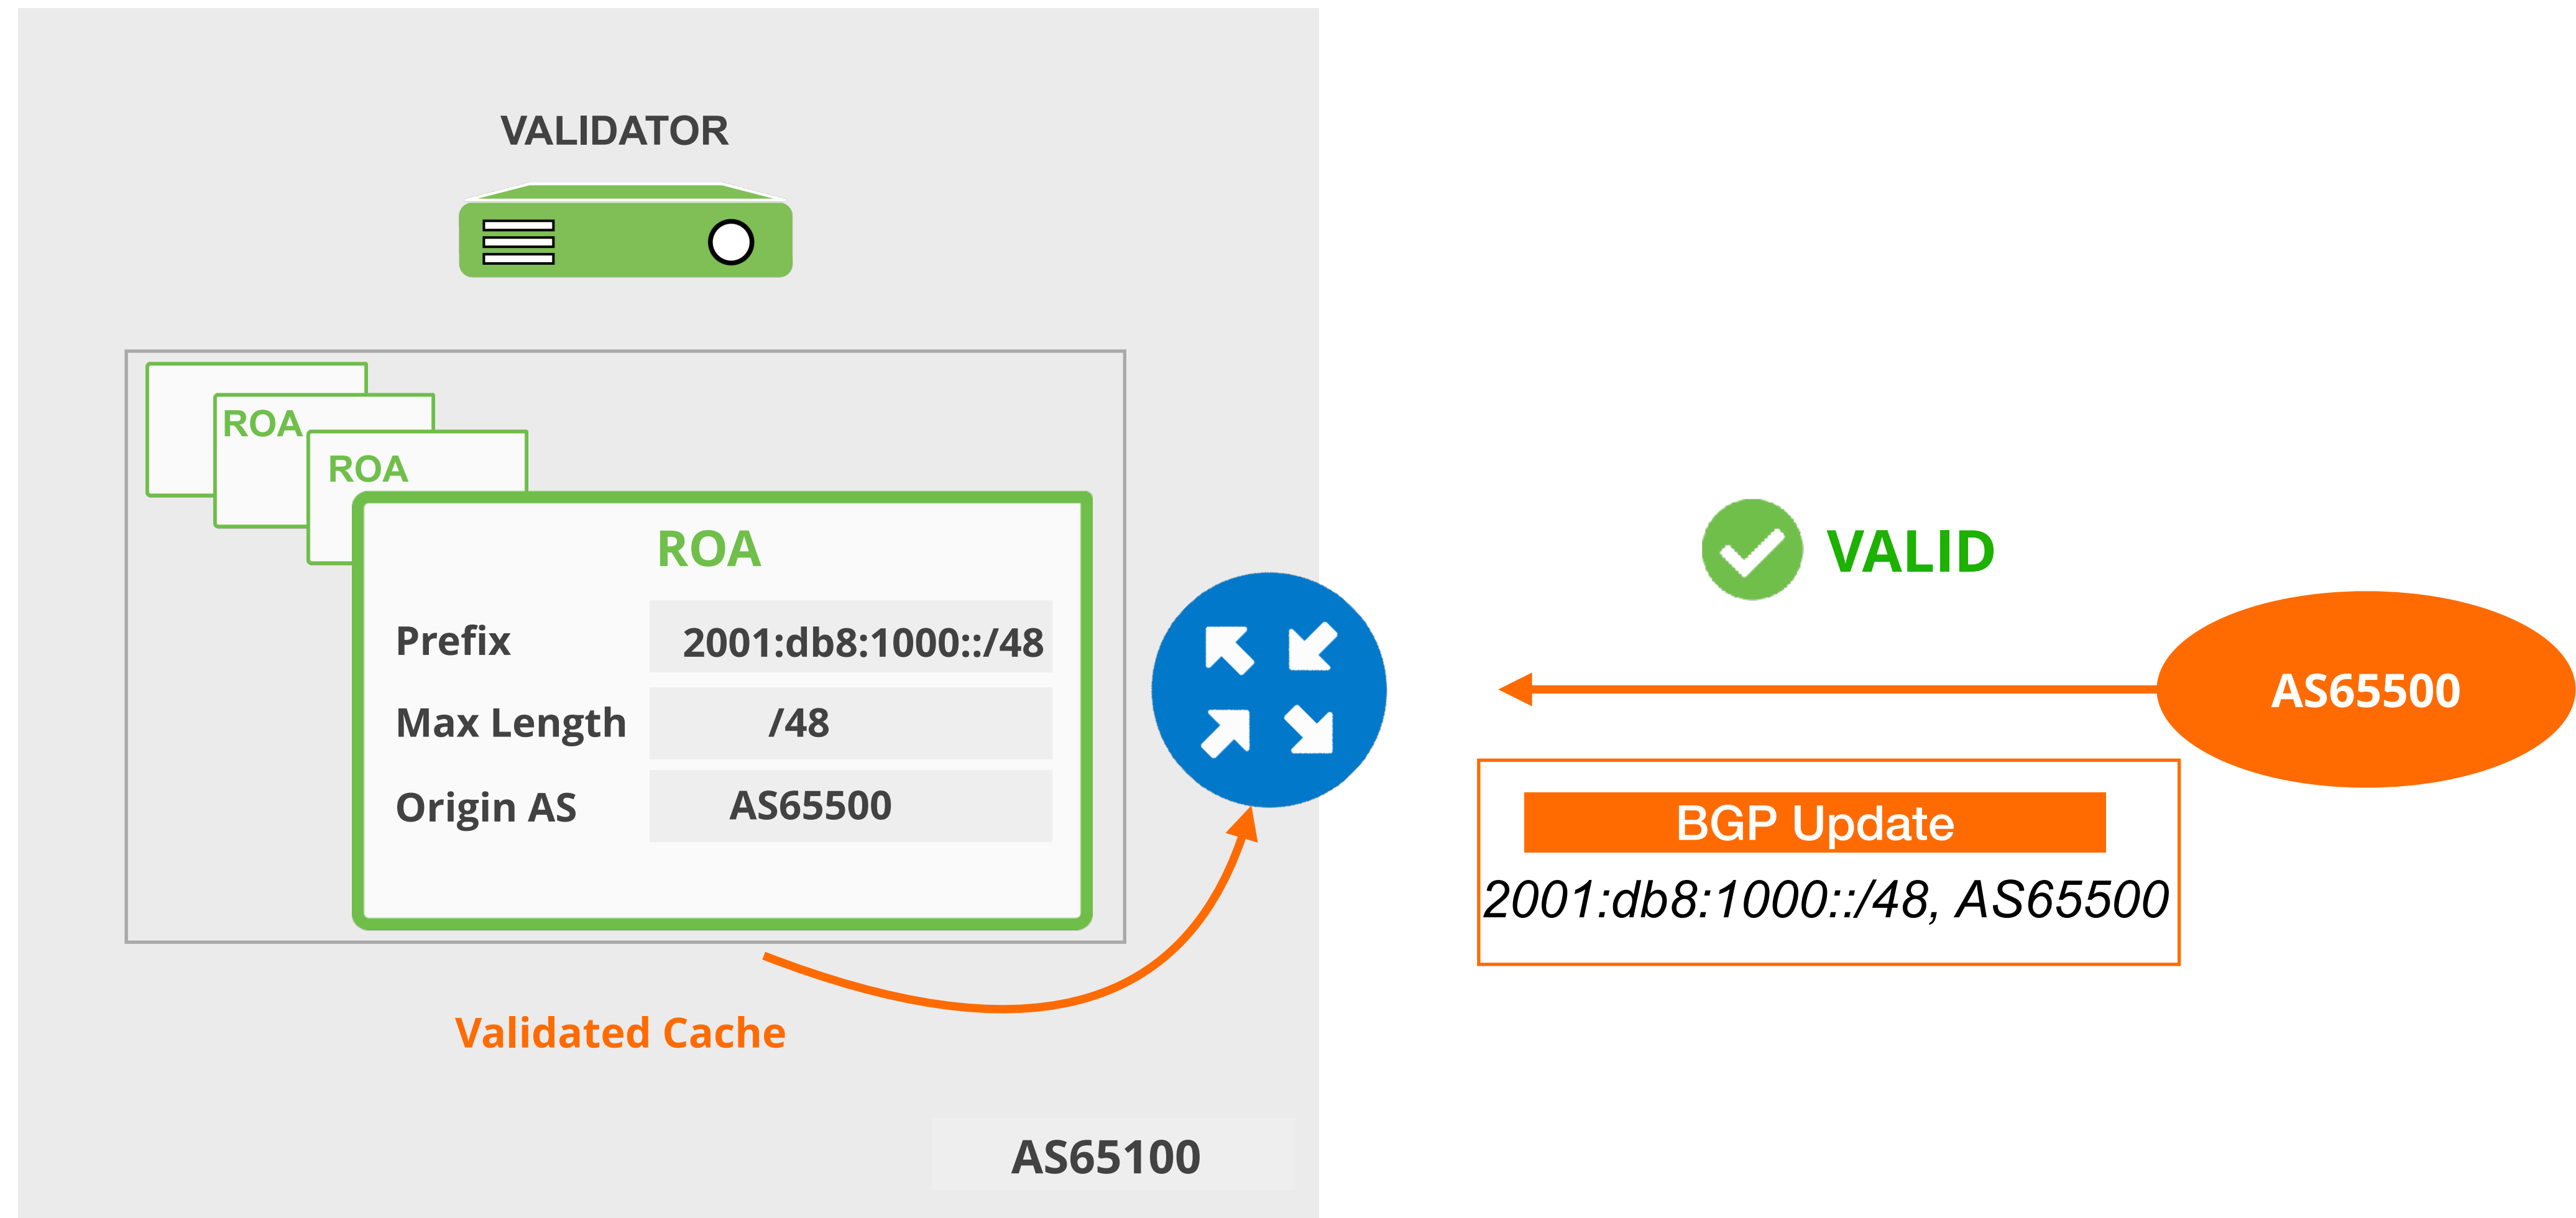 VALIDATOR
ROA
ROA
ROA
Prefix 2001:db8:1000::/48
Max Length /48
Origin AS AS65500
Validated Cache
AS65100
VALID
AS65500
BGP Update
2001:db8:1000::/48, AS65500